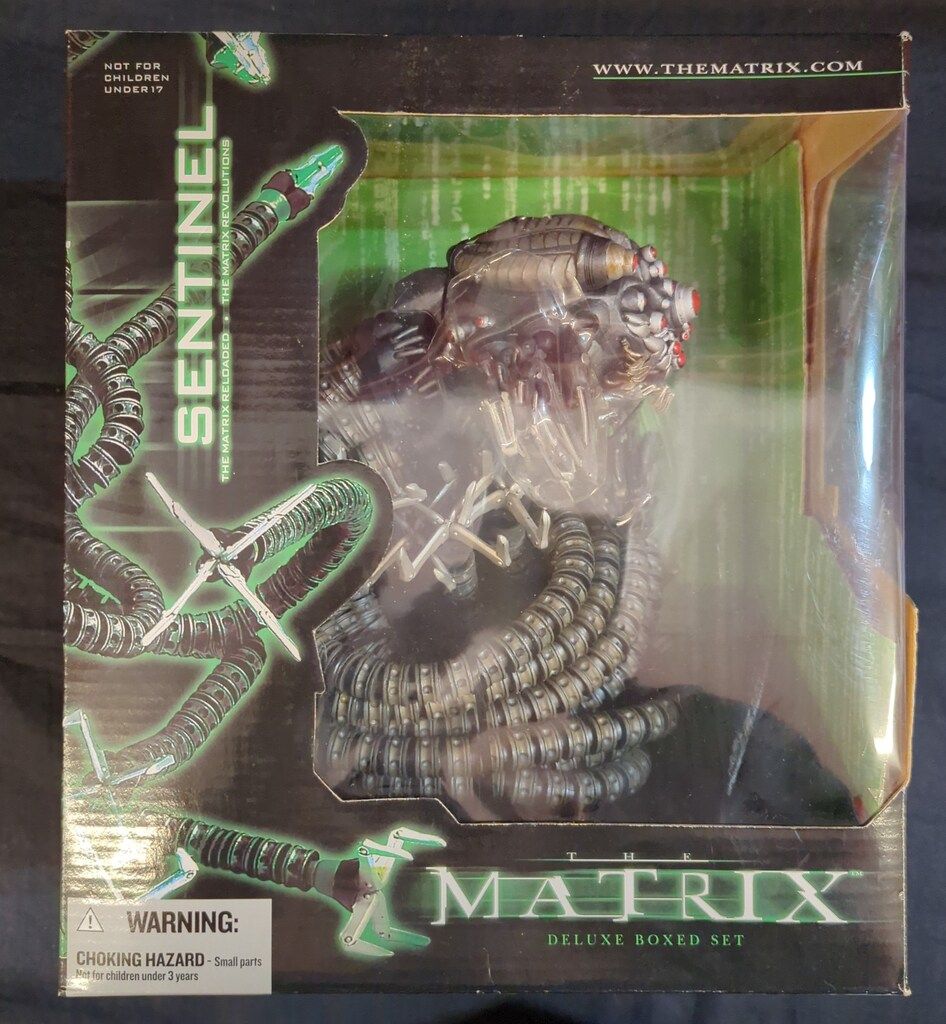 NOT FOR
CHILDREN
UNDER 17
WWW.THEMATRIX.COM
SENTINEL
THE MATRIX RELOADED • THE MATRIX REVOLUTIONS
THE
MATRIX™
DELUXE BOXED SET
WARNING:
CHOKING HAZARD - Small parts
Not for children under 3 years